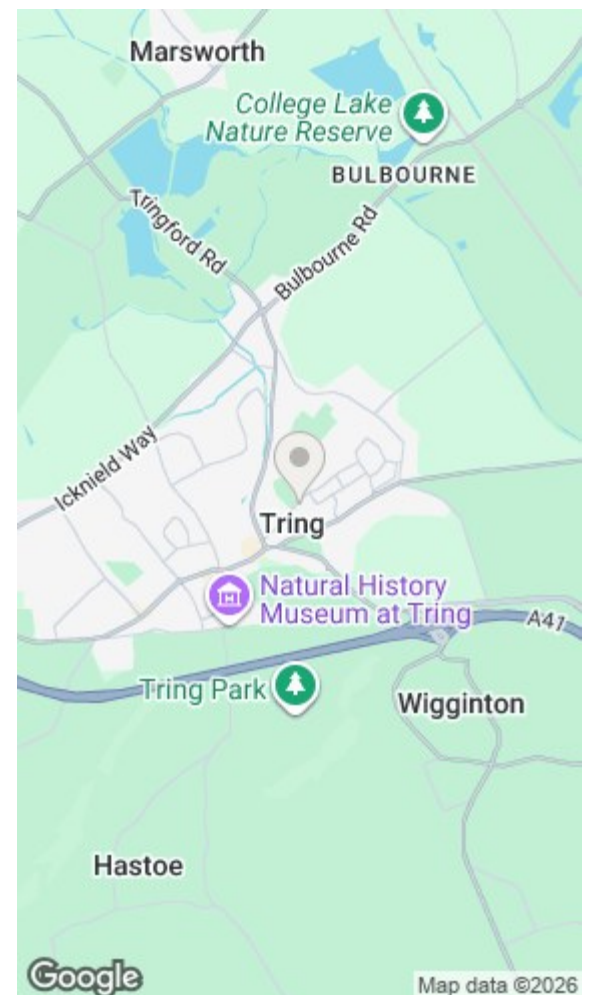 Marsworth
College Lake
Nature Reserve
BULBOURNE
Tringford Rd
Bulbourne Rd
Icknield Way
Tring
Natural History
Museum at Tring
A41
Tring Park
Wigginton
Hastoe
Google
Map data ©2026